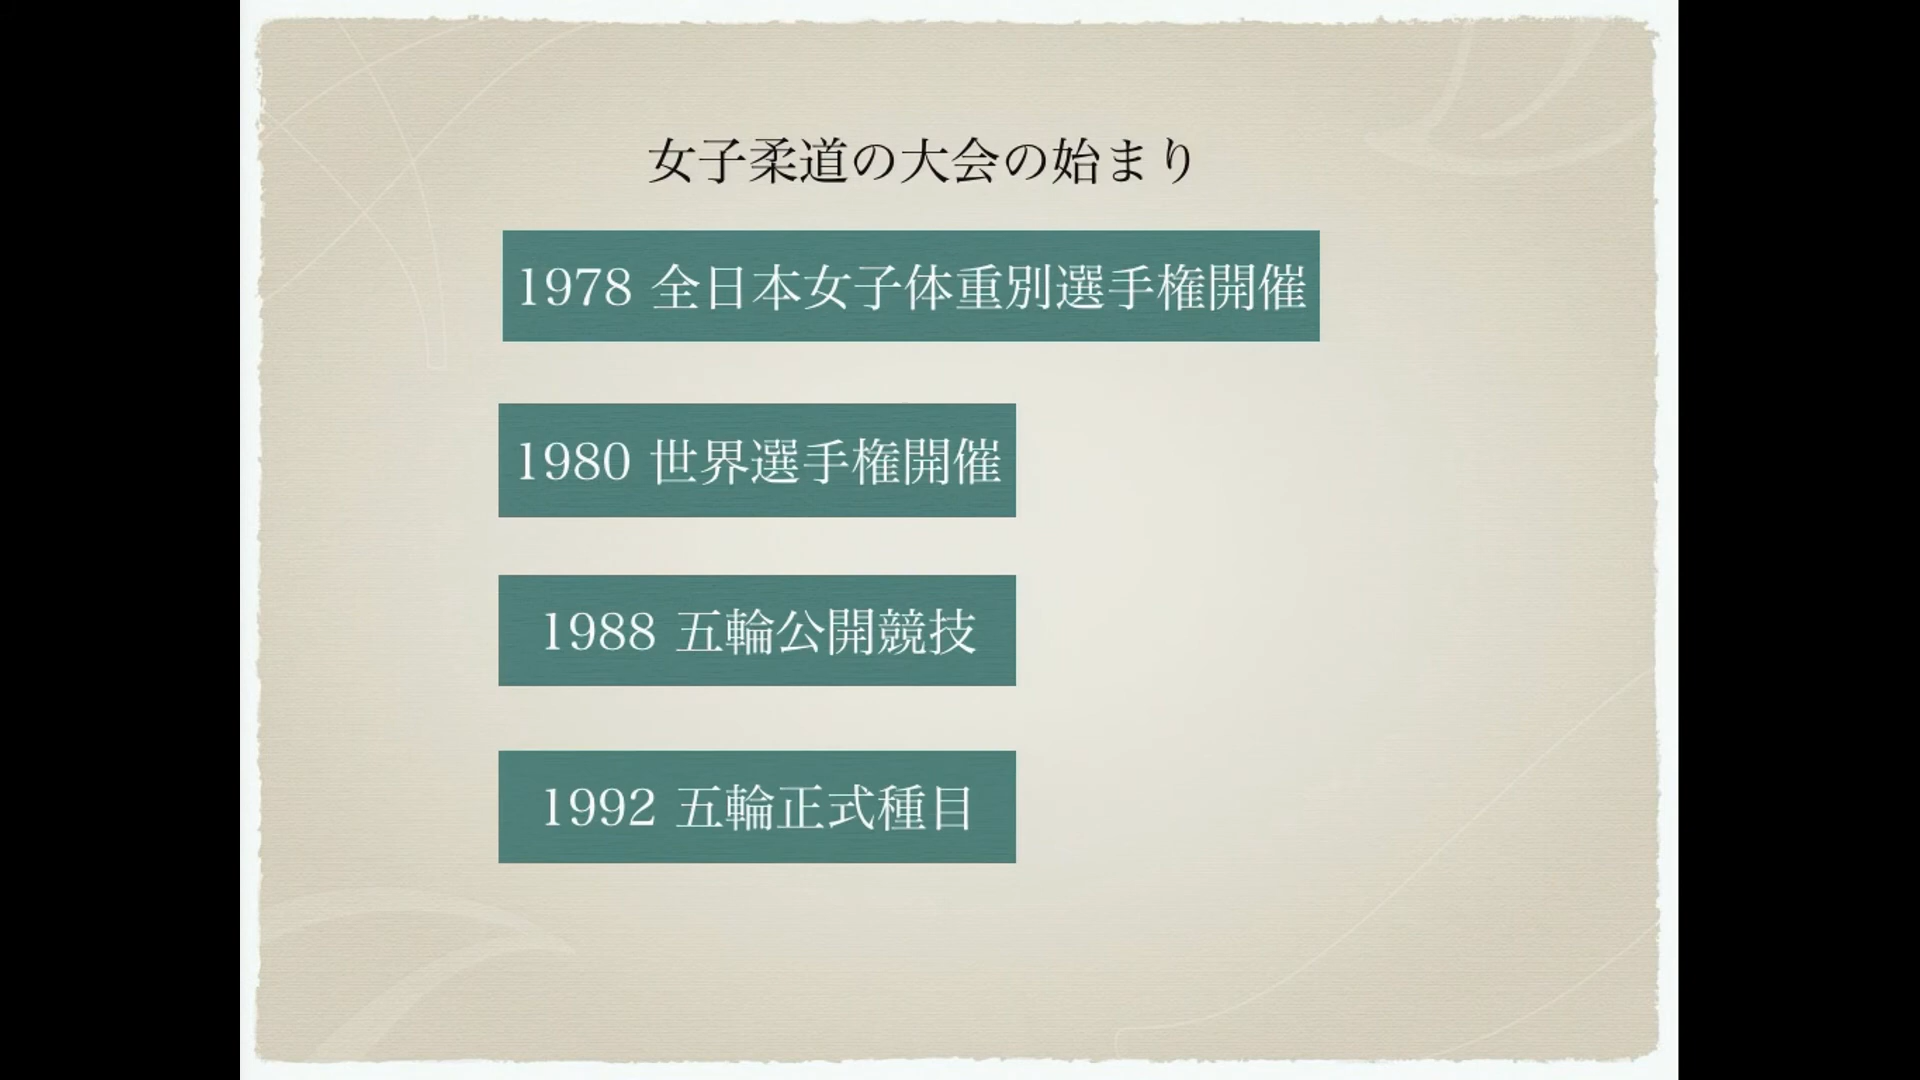 女子柔道の大会の始まり
1978 全日本女子体重別選手権開催
1980 世界選手権開催
1988 五輪公開競技
1992 五輪正式種目